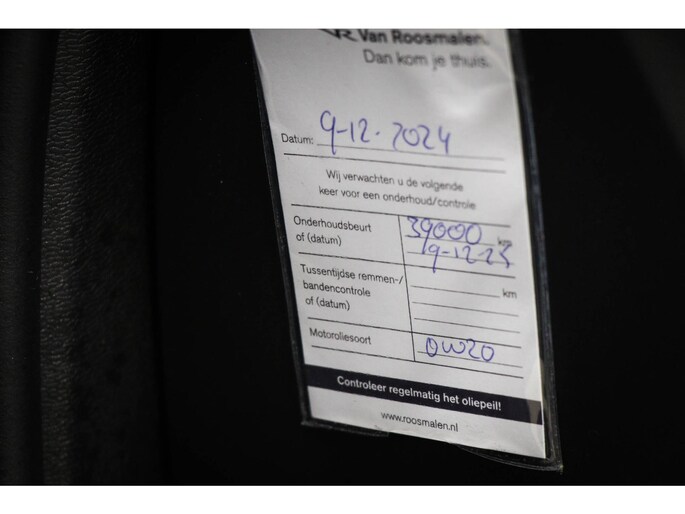 Van Roosmalen.
Dan kom je thuis.
Datum: 9-12-2024
Wij verwachten u de volgende
keer voor een onderhoud/controle
Onderhoudsbeurt 39000 km
of (datum) 19-12-25
Tussentijdse remmen-/
bandencontrole km
of (datum)
Motoroliesoort 0W20
Controleer regelmatig het oliepeil!
www.roosmalen.nl